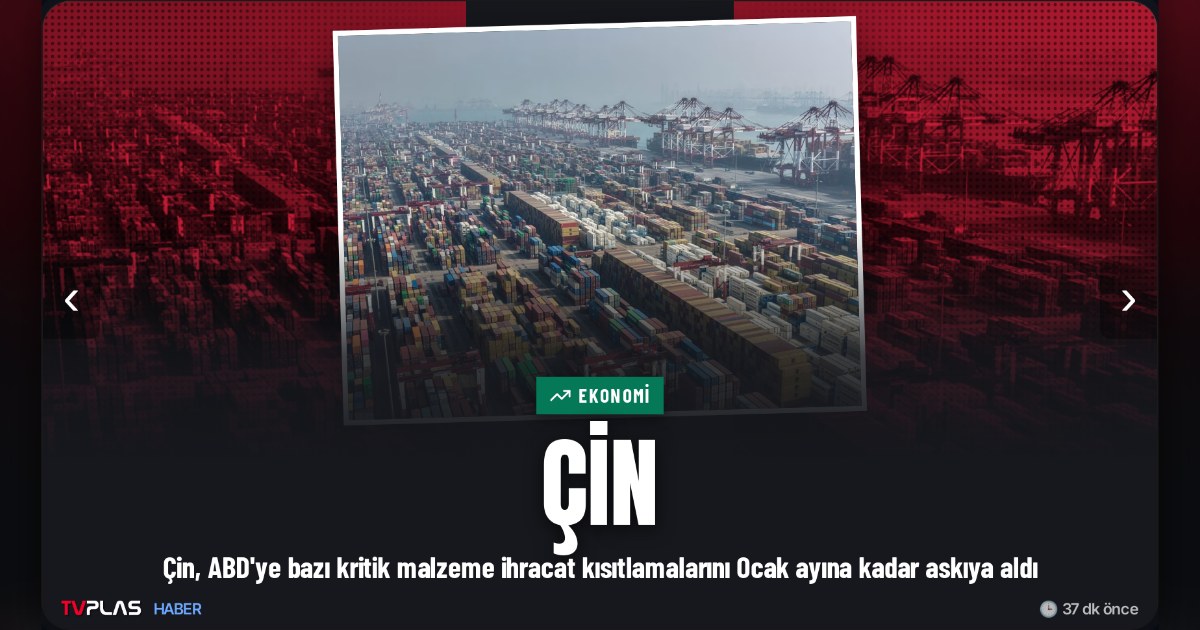 EKONOMİ
ÇİN
Çin, ABD'ye bazı kritik malzeme ihracat kısıtlamalarını Ocak ayına kadar askıya aldı
TVPLAS HABER
37 dk önce